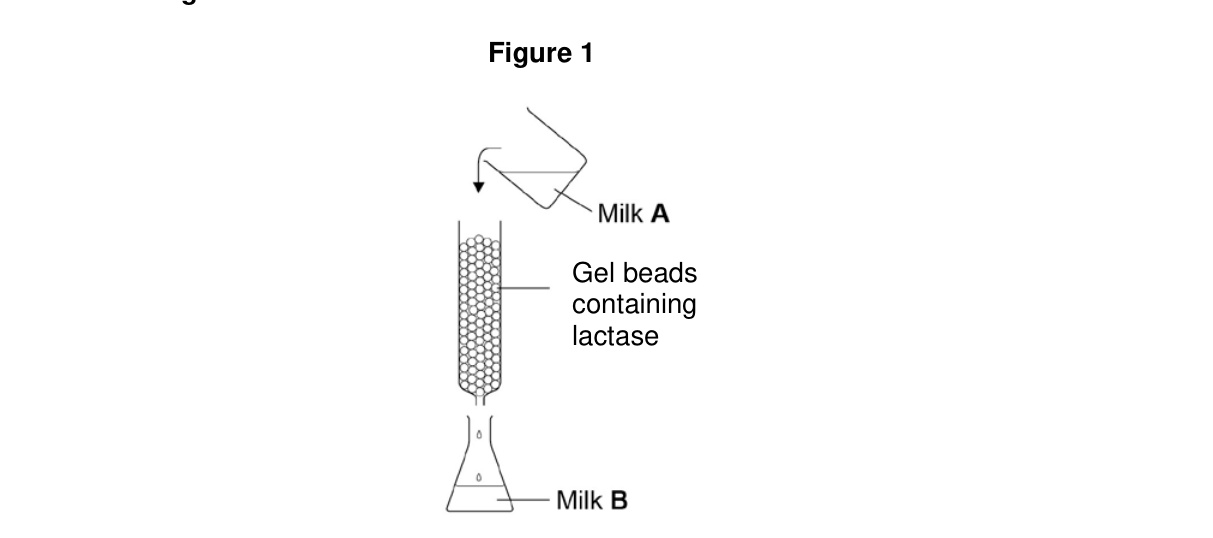 Figure 1
Milk A
Gel beads
containing
lactase
Milk B